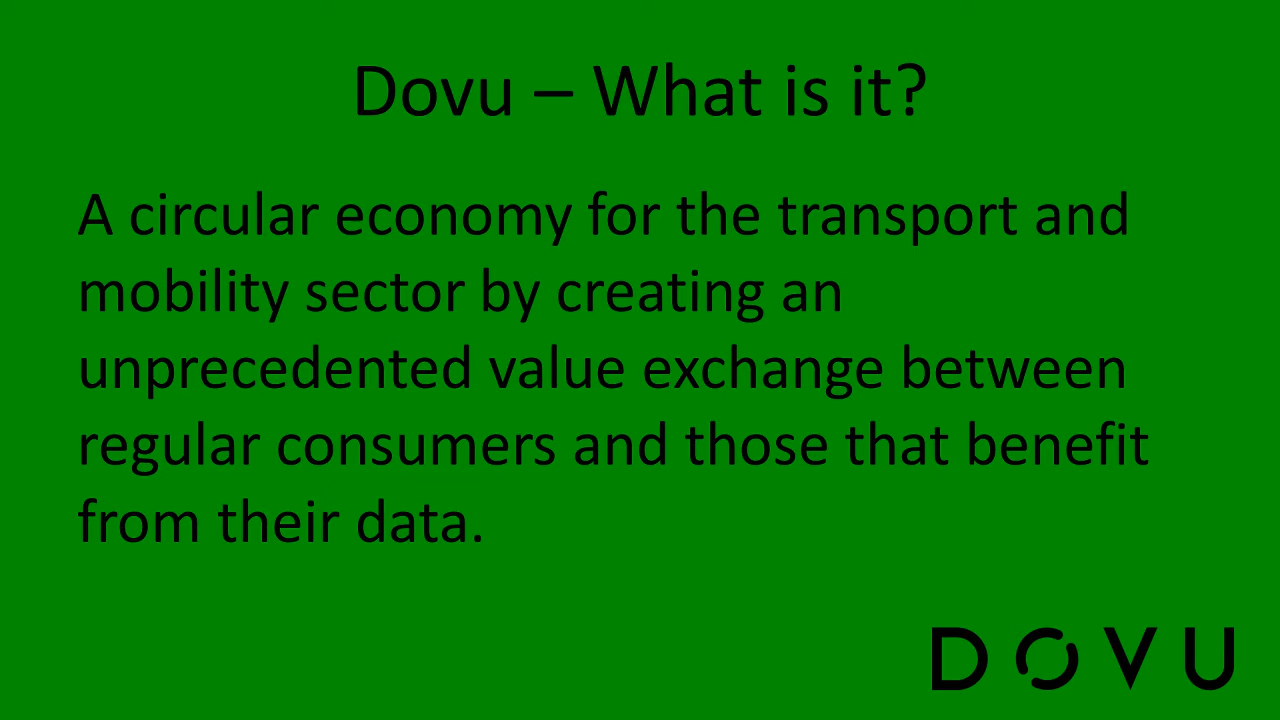 Dovu – What is it?
A circular economy for the transport and
mobility sector by creating an
unprecedented value exchange between
regular consumers and those that benefit
from their data.
DOVU